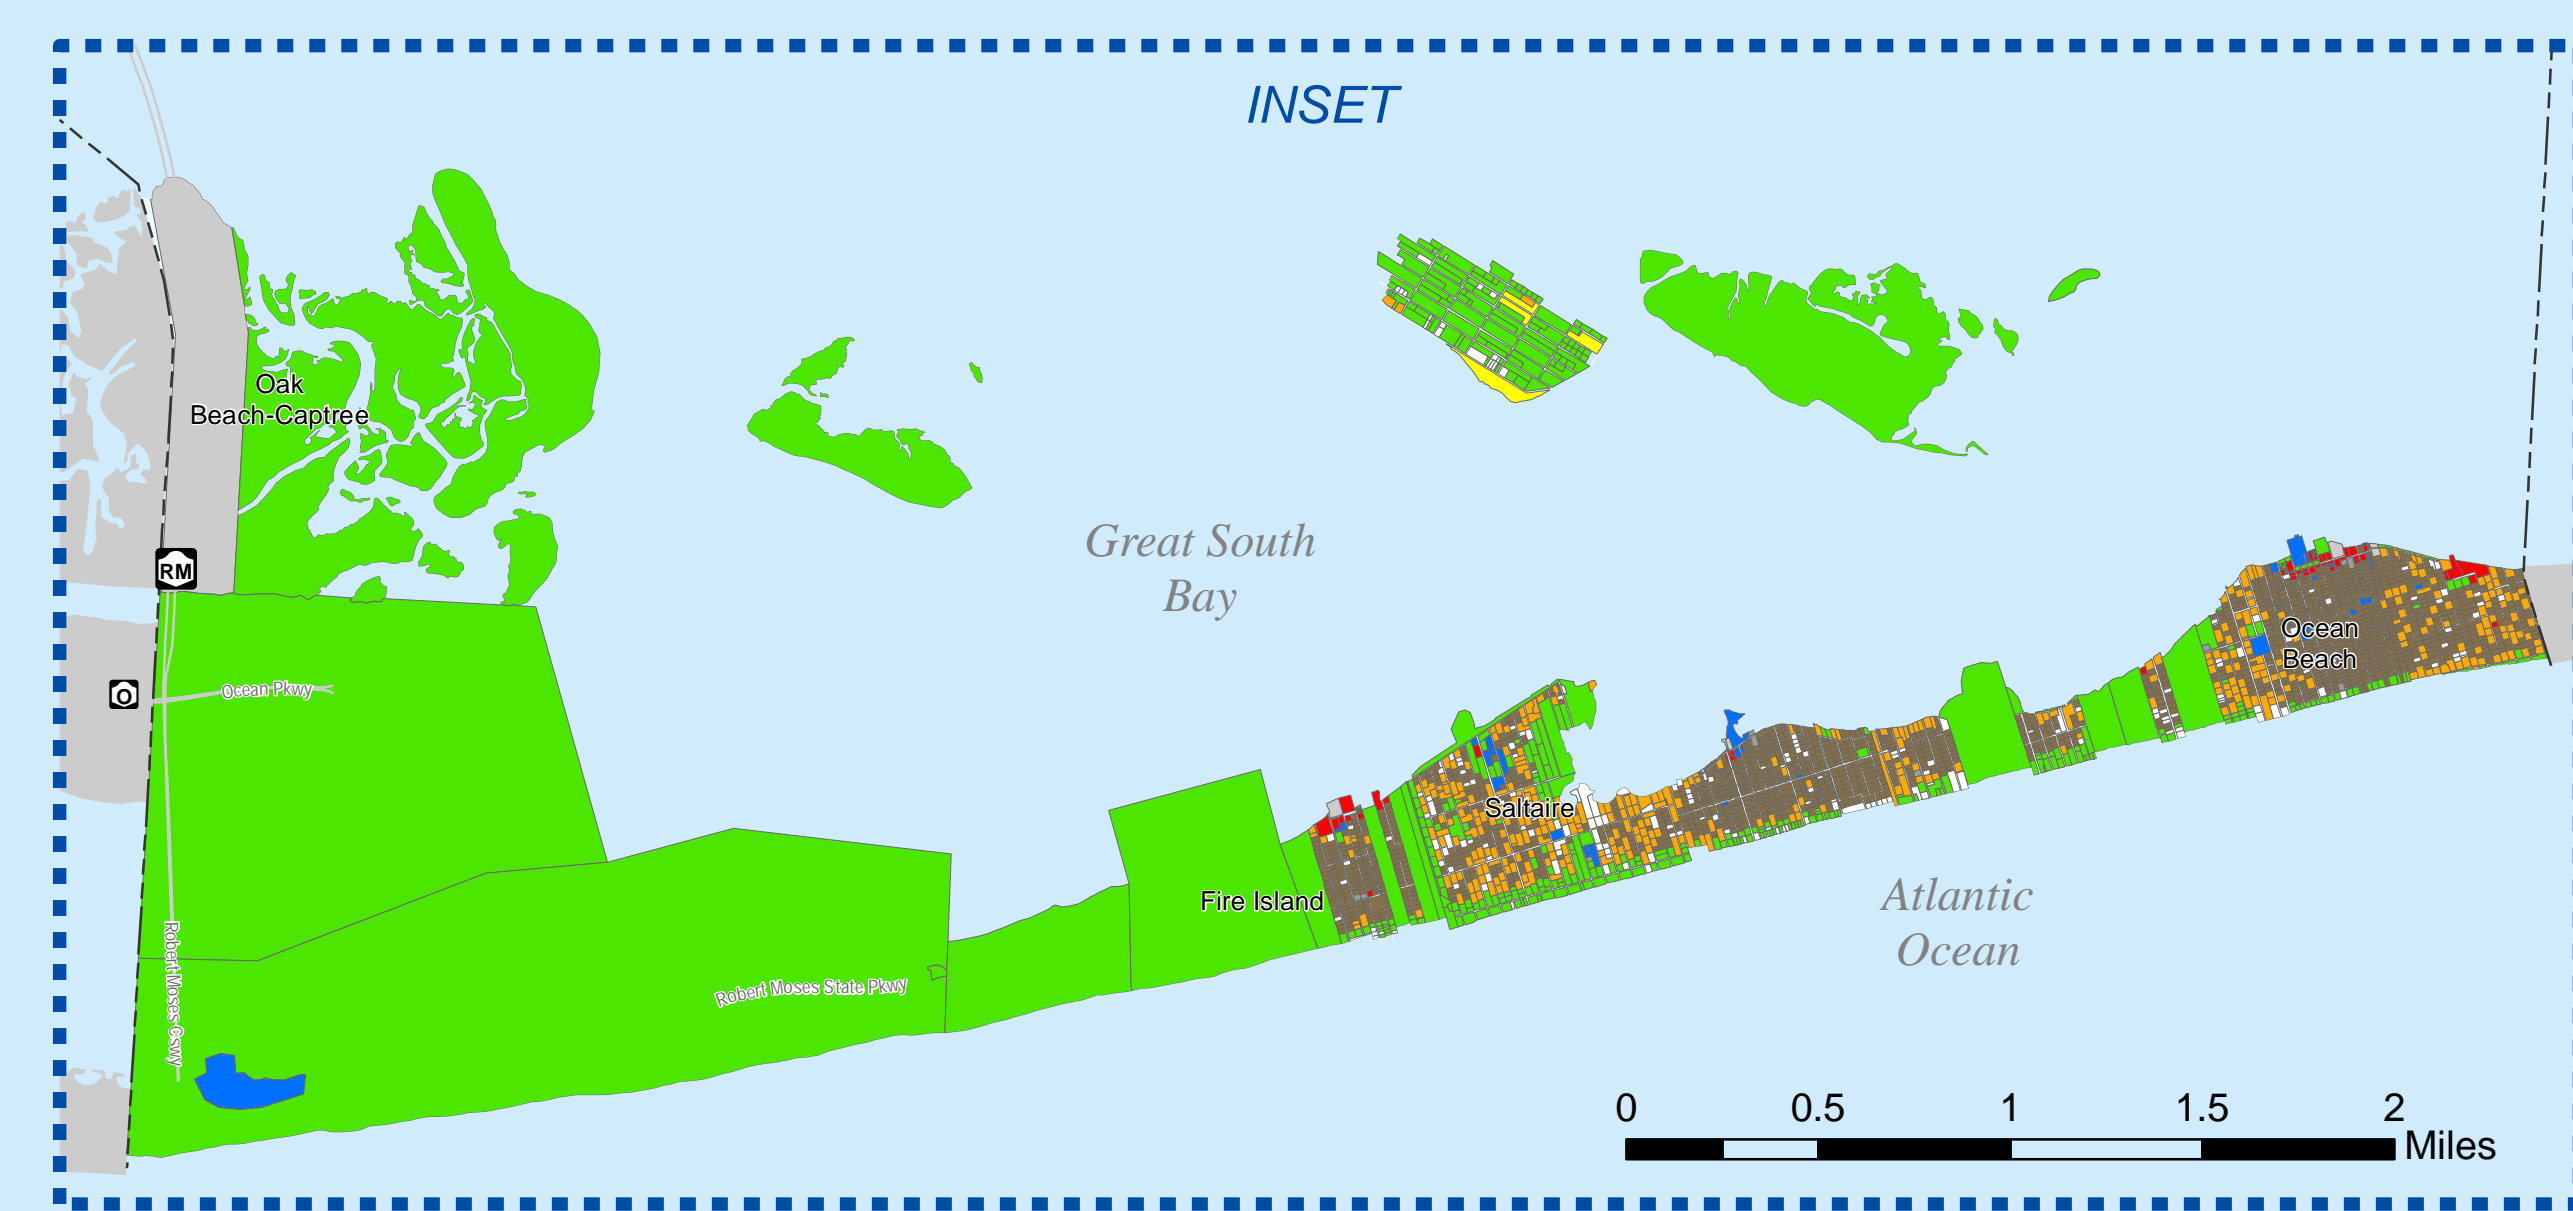 INSET
Oak
Beach-Captree
Great South
Bay
RM
Ocean
Beach
O
Ocean Pkwy
Saltaire
Fire Island
Atlantic
Ocean
Robert Moses Cswy
Robert Moses State Pkwy
0 0.5 1 1.5 2
Miles